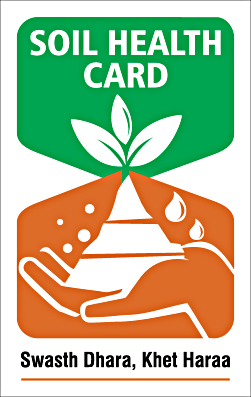 SOIL HEALTH
CARD
Swasth Dhara, Khet Haraa